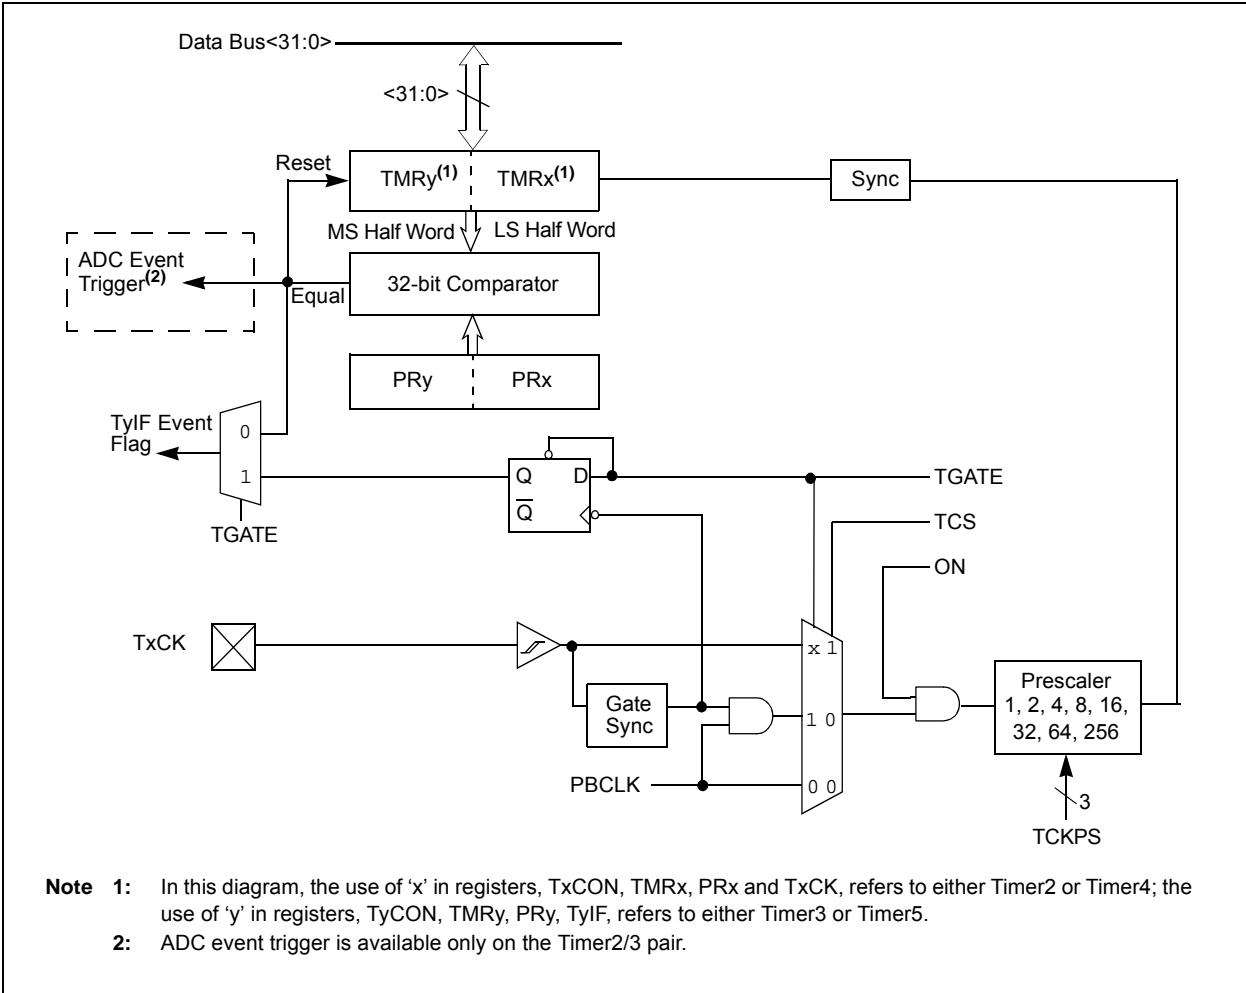 Data Bus<31:0>
<31:0>
Reset
TMRy(1) TMRx(1)
Sync
MS Half Word LS Half Word
ADC Event
Trigger(2)
Equal
32-bit Comparator
PRy PRx
TyIF Event
Flag
0
1
TGATE
Q D
Q̅
TGATE
TCS
ON
TxCK
x 1
Gate
Sync
1 0
Prescaler
1, 2, 4, 8, 16,
32, 64, 256
PBCLK
0 0
3
TCKPS
Note 1: In this diagram, the use of ‘x’ in registers, TxCON, TMRx, PRx and TxCK, refers to either Timer2 or Timer4; the
use of ‘y’ in registers, TyCON, TMRy, PRy, TyIF, refers to either Timer3 or Timer5.
2: ADC event trigger is available only on the Timer2/3 pair.